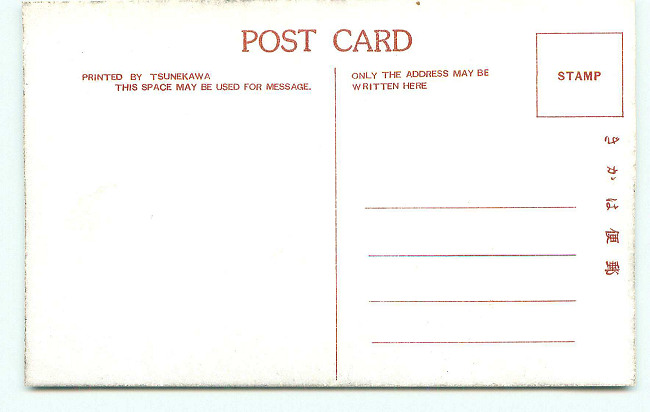 POST CARD
PRINTED BY TSUNEKAWA
THIS SPACE MAY BE USED FOR MESSAGE.
ONLY THE ADDRESS MAY BE
WRITTEN HERE
STAMP
きかは便郵